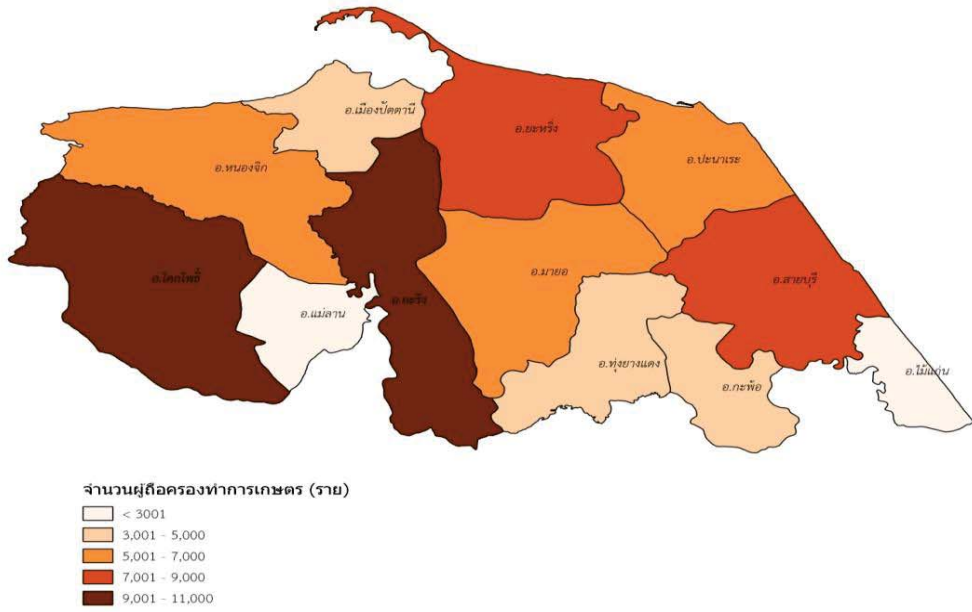 อ.เมืองปัตตานี
อ.ยะหริ่ง
อ.หนองจิก
อ.ปะนาเระ
อ.โคกโพธิ์
อ.มายอ
อ.สายบุรี
อ.แม่ลาน
อ.ยะรัง
อ.ทุ่งยางแดง
อ.กะพ้อ
อ.ไม้แก่น
จำนวนผู้ถือครองทำการเกษตร (ราย)
< 3001
3,001 - 5,000
5,001 - 7,000
7,001 - 9,000
9,001 - 11,000